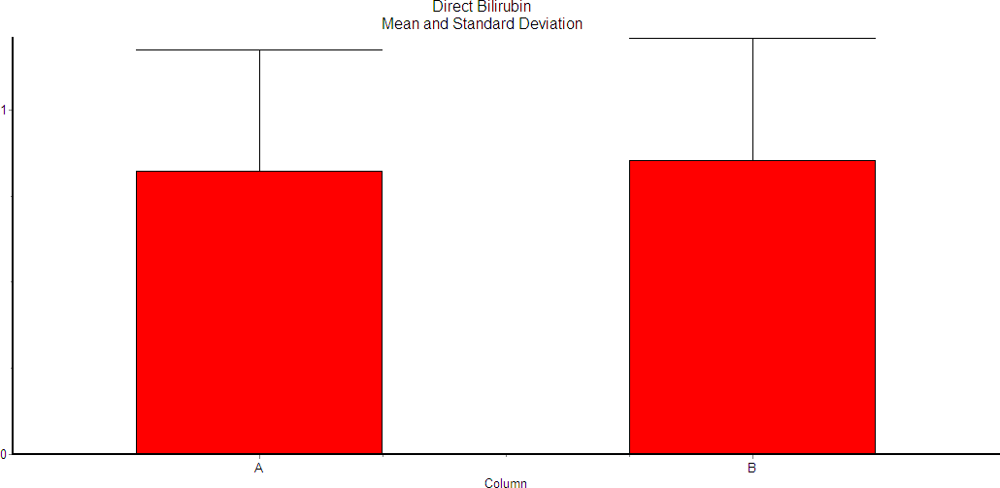 Direct Bilirubin
Mean and Standard Deviation
1
0
A
B
Column